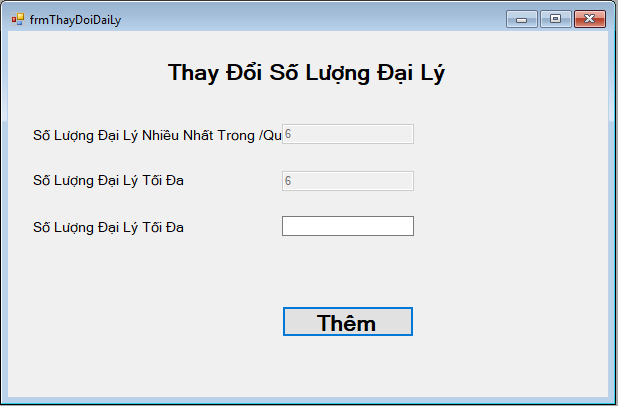 frmThayDoiDaiLy
Thay Đổi Số Lượng Đại Lý
Số Lượng Đại Lý Nhiều Nhất Trong /Qu 6
Số Lượng Đại Lý Tối Đa 6
Số Lượng Đại Lý Tối Đa
Thêm